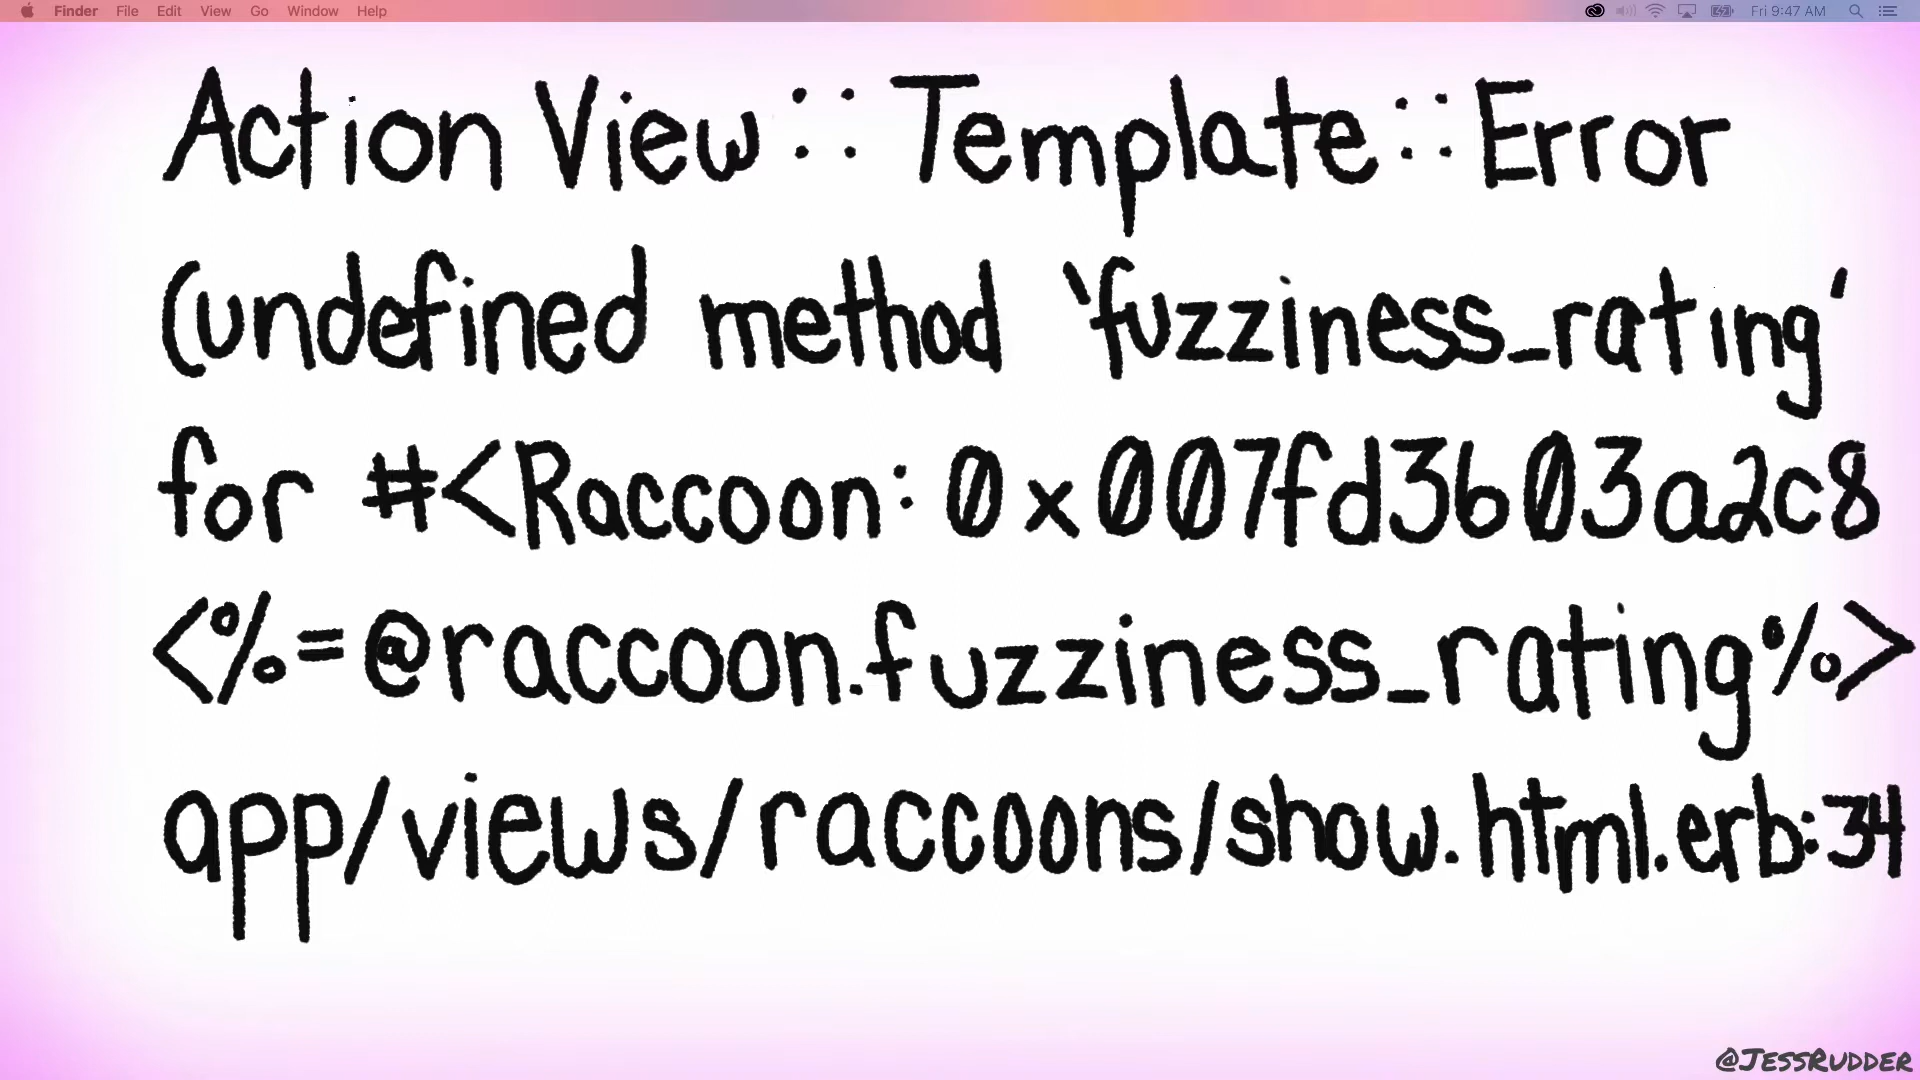 Finder File Edit View Go Window Help Fri 9:47 AM
Action View::Template::Error
(undefined method `fuzziness_rating'
for #<Raccoon:0x007fd3b03a2c8
<%=@raccoon.fuzziness_rating%>
app/views/raccoons/show.html.erb:34
@JessRudder